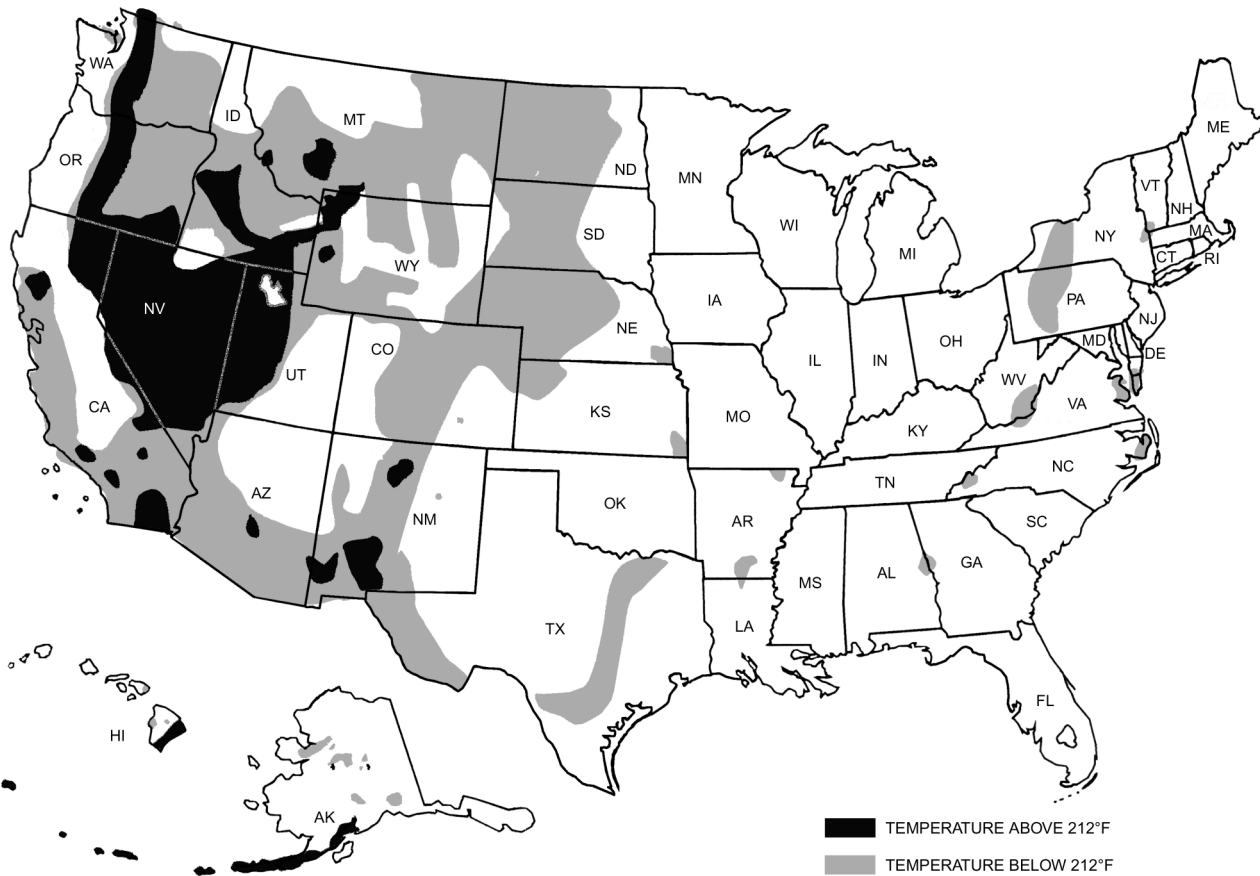 WA
ID
MT
ND
MN
ME
OR
VT
NH
WI
SD
MI
NY
MA
CT
RI
WY
IA
PA
NV
NE
NJ
CO
IL
IN
OH
MD
DE
UT
WV
CA
KS
MO
VA
KY
NC
AZ
OK
TN
NM
AR
SC
MS
AL
GA
TX
LA
FL
HI
AK
TEMPERATURE ABOVE 212°F
TEMPERATURE BELOW 212°F